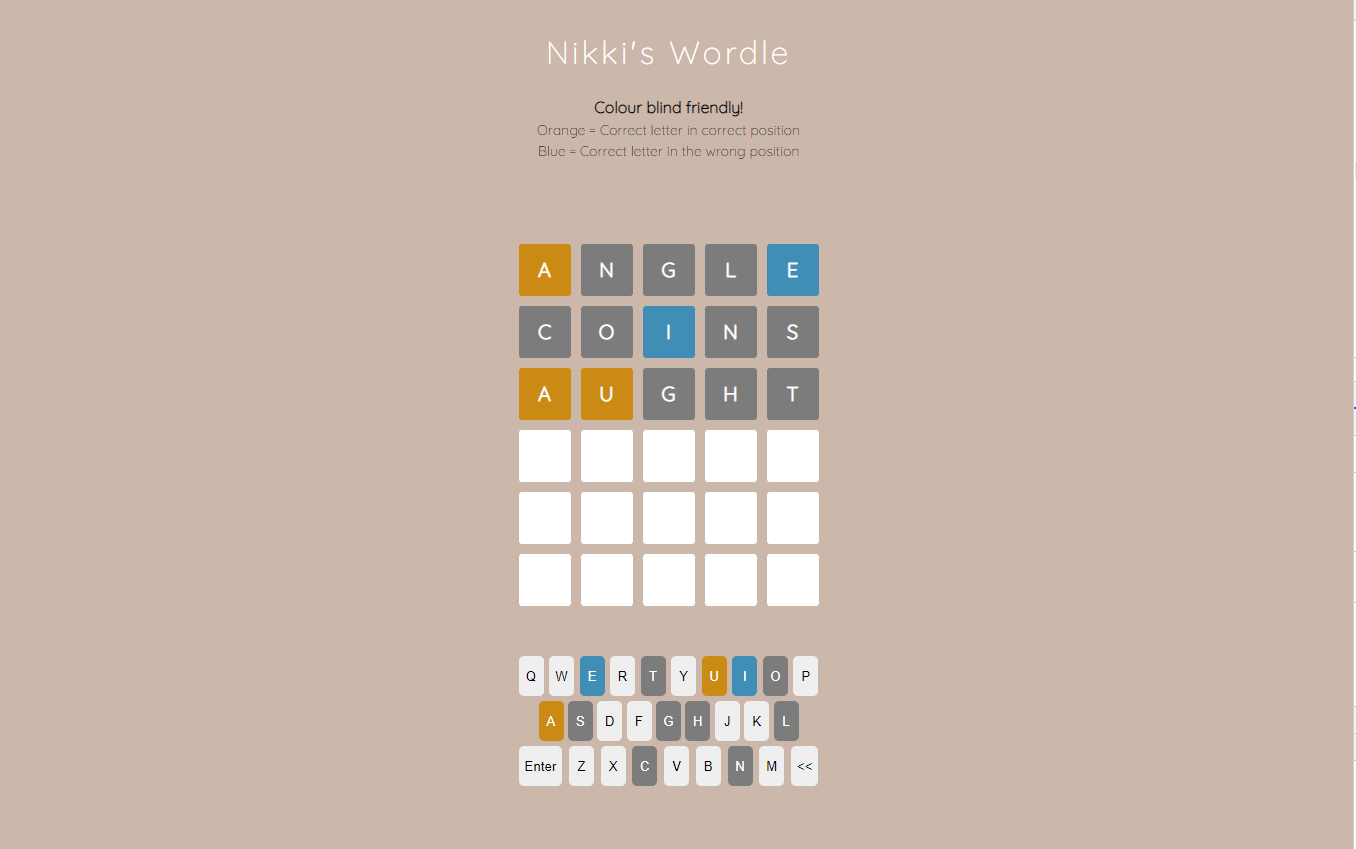 Nikki's Wordle
Colour blind friendly!
Orange = Correct letter in correct position
Blue = Correct letter in the wrong position
A N G L E
C O I N S
A U G H T
Q W E R T Y U I O P
A S D F G H J K L
Enter Z X C V B N M <<